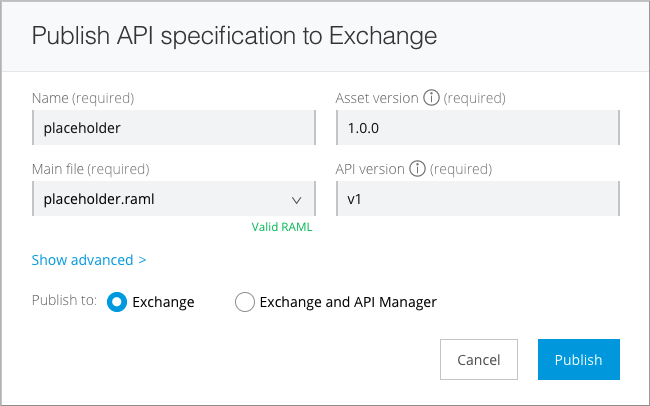 Publish API specification to Exchange
Name (required)
Asset version (required)
placeholder
1.0.0
Main file (required)
API version (required)
placeholder.raml
v1
Valid RAML
Show advanced >
Publish to: Exchange Exchange and API Manager
Cancel Publish